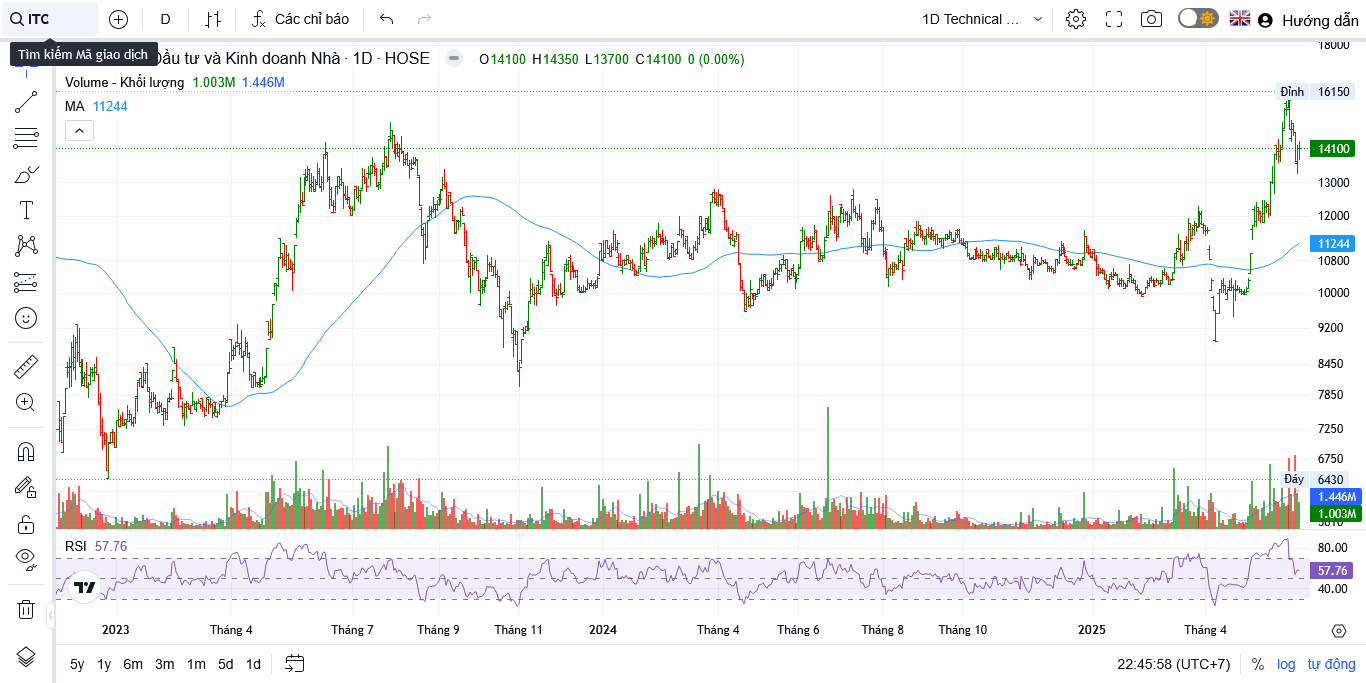 ITC
D
Các chỉ báo
1D Technical ...
Hướng dẫn
Tìm kiếm Mã giao dịch
Đầu tư và Kinh doanh Nhà · 1D · HOSE
O14100 H14350 L13700 C14100 0 (0.00%)
Volume - Khối lượng 1.003M 1.446M
MA 11244
18000
Đỉnh 16150
14100
13000
12000
11244
10800
10000
9200
8450
7850
7250
6750
Đáy 6430
1.446M
1.003M
RSI 57.76
80.00
57.76
40.00
2023 Tháng 4 Tháng 7 Tháng 9 Tháng 11 2024 Tháng 4 Tháng 6 Tháng 8 Tháng 10 2025 Tháng 4
5y 1y 6m 3m 1m 5d 1d
22:45:58 (UTC+7) % log tự động